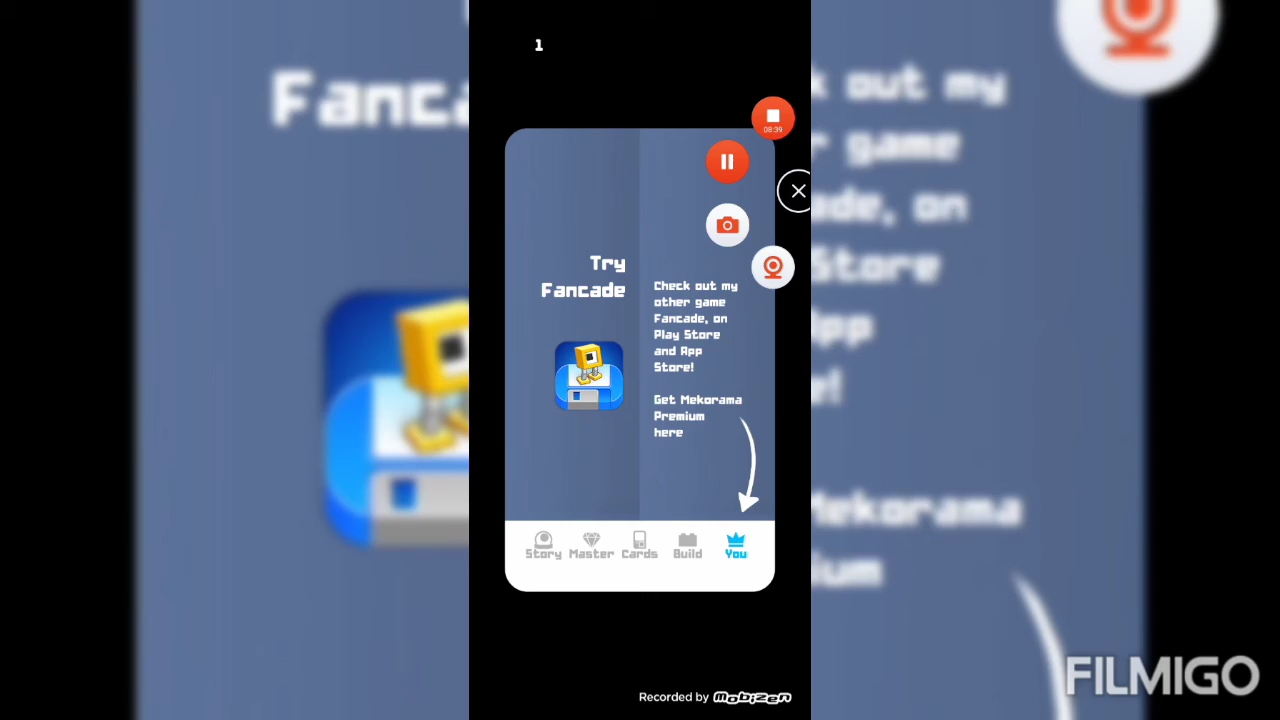 1
08:39
Try
Fancade
Check out my
other game
Fancade, on
Play Store
and App
Store!
Get Mekorama
Premium
here
Story Master Cards Build You
Recorded by Mobizen
FILMIGO